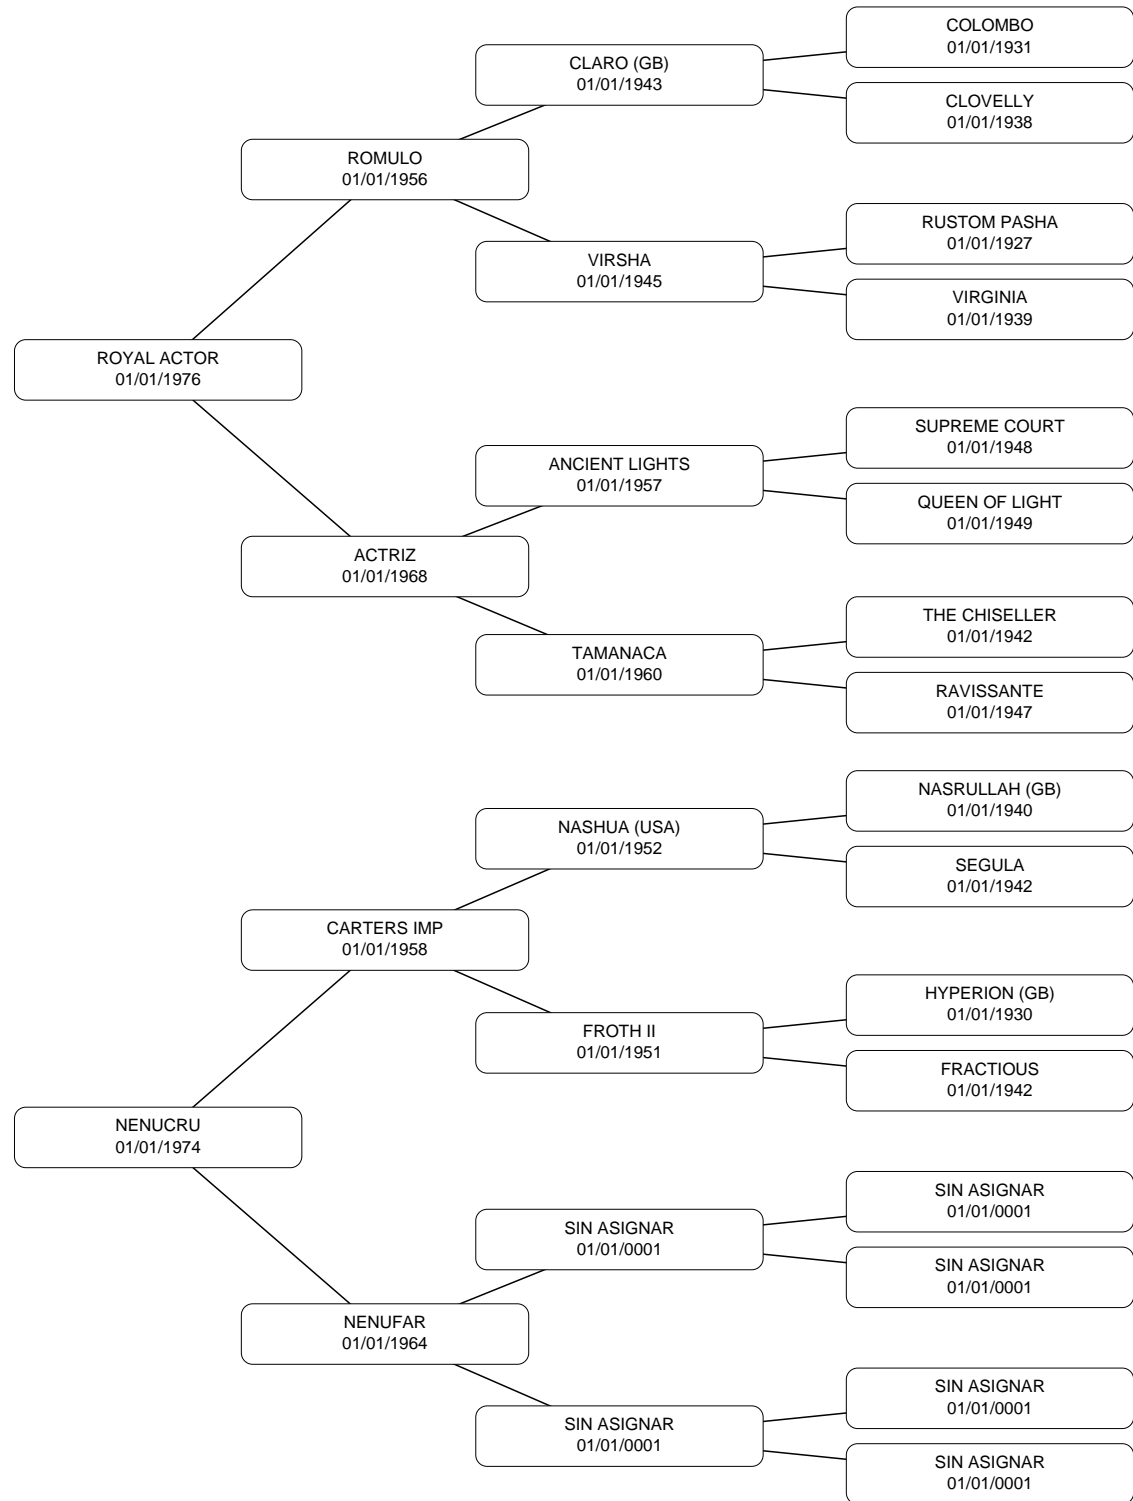 COLOMBO
01/01/1931
CLARO (GB)
01/01/1943
CLOVELLY
01/01/1938
ROMULO
01/01/1956
RUSTOM PASHA
01/01/1927
VIRSHA
01/01/1945
VIRGINIA
01/01/1939
ROYAL ACTOR
01/01/1976
SUPREME COURT
01/01/1948
ANCIENT LIGHTS
01/01/1957
QUEEN OF LIGHT
01/01/1949
ACTRIZ
01/01/1968
THE CHISELLER
01/01/1942
TAMANACA
01/01/1960
RAVISSANTE
01/01/1947
NASRULLAH (GB)
01/01/1940
NASHUA (USA)
01/01/1952
SEGULA
01/01/1942
CARTERS IMP
01/01/1958
HYPERION (GB)
01/01/1930
FROTH II
01/01/1951
FRACTIOUS
01/01/1942
NENUCRU
01/01/1974
SIN ASIGNAR
01/01/0001
SIN ASIGNAR
01/01/0001
SIN ASIGNAR
01/01/0001
NENUFAR
01/01/1964
SIN ASIGNAR
01/01/0001
SIN ASIGNAR
01/01/0001
SIN ASIGNAR
01/01/0001